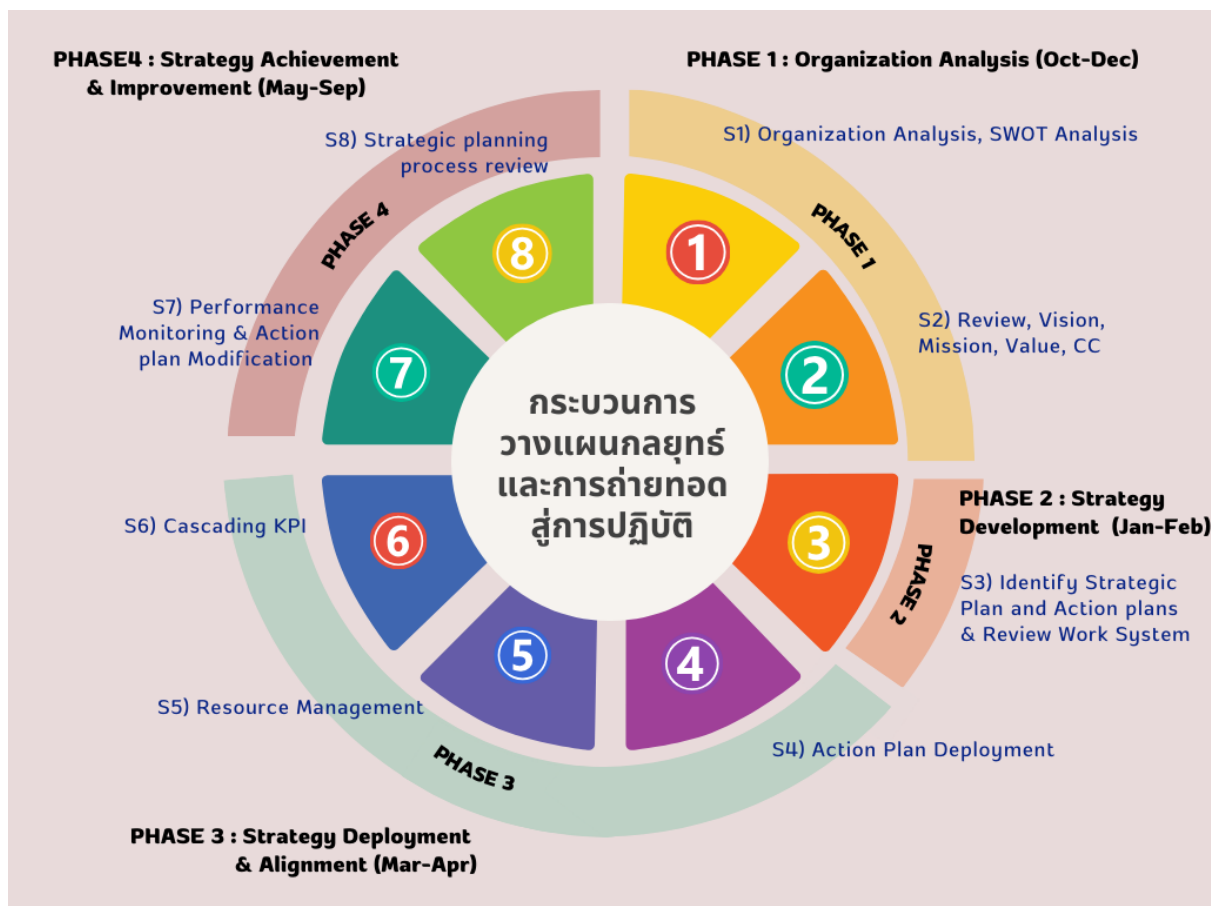 PHASE4 : Strategy Achievement
& Improvement (May-Sep)
PHASE 1 : Organization Analysis (Oct-Dec)
S8) Strategic planning
process review
S1) Organization Analysis, SWOT Analysis
PHASE 4
PHASE 1
8
1
S7) Performance
Monitoring & Action
plan Modification
S2) Review, Vision,
Mission, Value, CC
7
2
กระบวนการ
วางแผนกลยุทธ์
และการถ่ายทอด
สู่การปฏิบัติ
PHASE 2 : Strategy
Development (Jan-Feb)
S6) Cascading KPI
6
3
PHASE 2
S3) Identify Strategic
Plan and Action plans
& Review Work System
5
4
S5) Resource Management
S4) Action Plan Deployment
PHASE 3
PHASE 3 : Strategy Deployment
& Alignment (Mar-Apr)